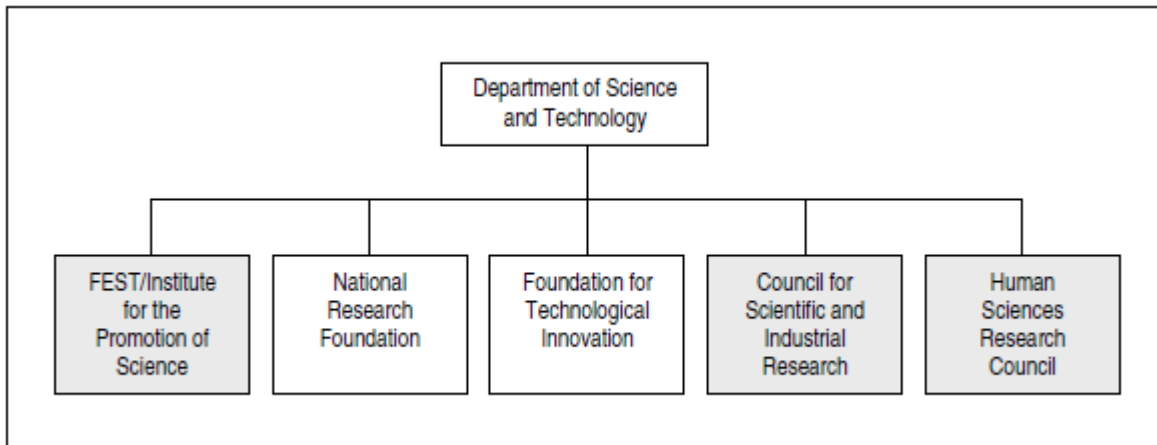 Department of Science
and Technology
FEST/Institute
for the
Promotion of
Science
National
Research
Foundation
Foundation for
Technological
Innovation
Council for
Scientific and
Industrial
Research
Human
Sciences
Research
Council